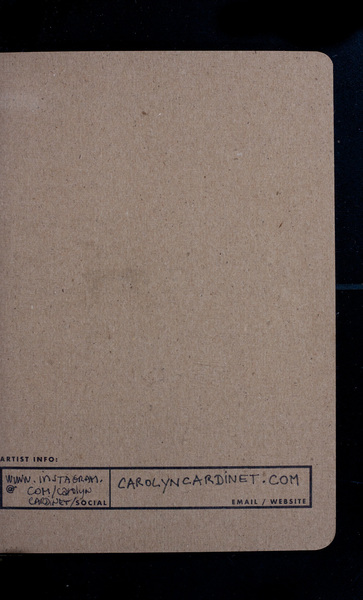 ARTIST INFO:
WWW.INSTAGRAM.
@ COM/CAROLYN
CARDINET/SOCIAL
CAROLYNCARDINET.COM
EMAIL / WEBSITE